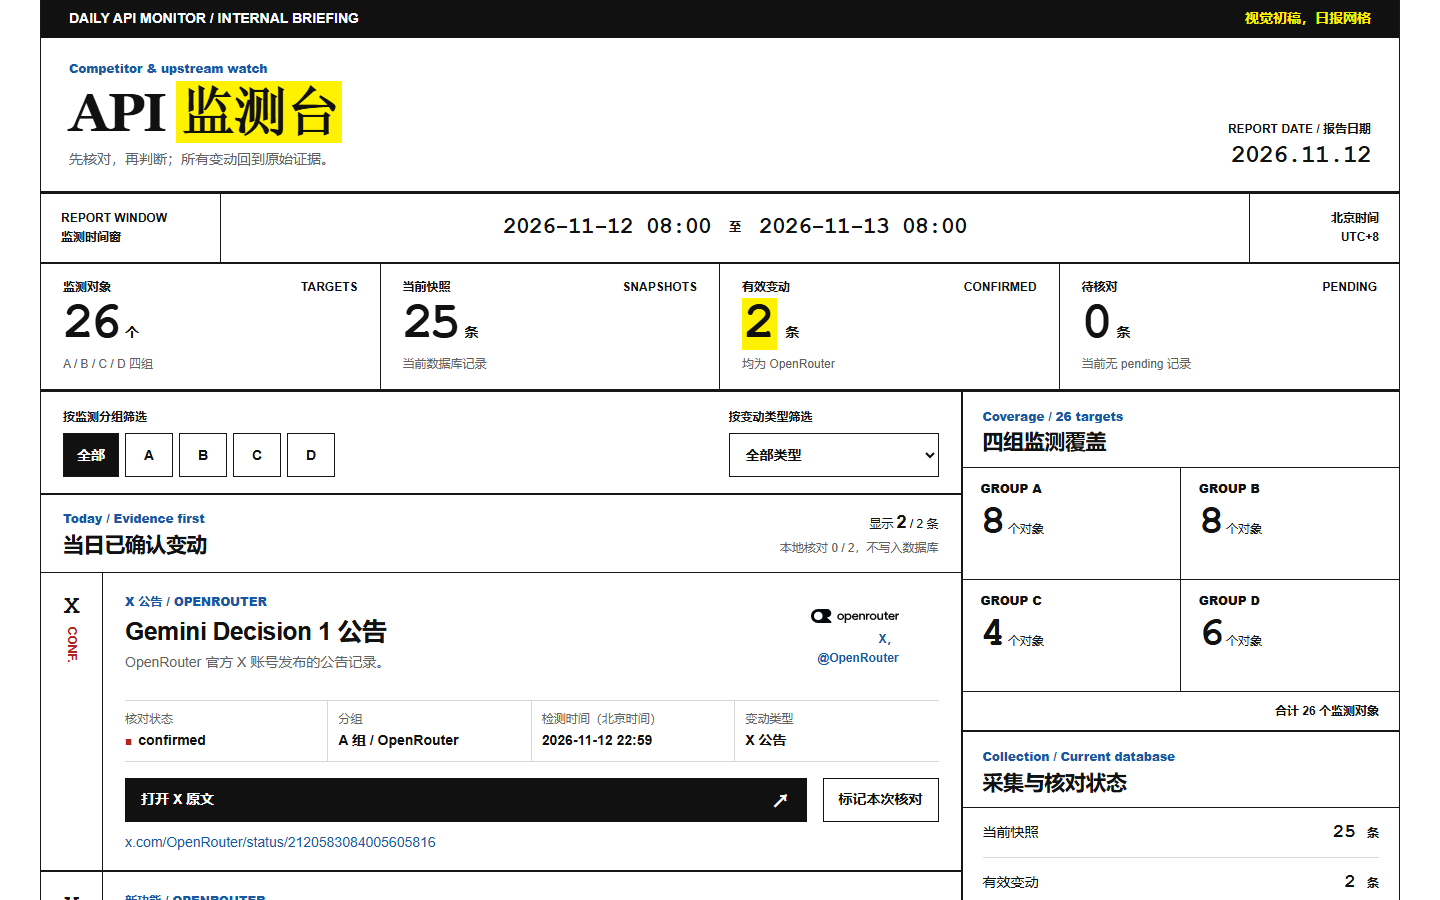 DAILY API MONITOR / INTERNAL BRIEFING
视觉初稿，日报网格
Competitor & upstream watch
API 监测台
先核对，再判断；所有变动回到原始证据。
REPORT DATE / 报告日期
2026.11.12
REPORT WINDOW
监测时间窗
2026-11-12 08:00 至 2026-11-13 08:00
北京时间
UTC+8
监测对象 TARGETS
26 个
A / B / C / D 四组
当前快照 SNAPSHOTS
25 条
当前数据库记录
有效变动 CONFIRMED
2 条
均为 OpenRouter
待核对 PENDING
0 条
当前无 pending 记录
按监测分组筛选
全部 A B C D
按变动类型筛选
全部类型
Today / Evidence first
当日已确认变动
显示 2 / 2 条
本地核对 0 / 2，不写入数据库
X
CONF.
X 公告 / OPENROUTER
Gemini Decision 1 公告
OpenRouter 官方 X 账号发布的公告记录。
openrouter
X,
@OpenRouter
核对状态
confirmed
分组
A 组 / OpenRouter
检测时间（北京时间）
2026-11-12 22:59
变动类型
X 公告
打开 X 原文 ↗
标记本次核对
x.com/OpenRouter/status/2120583084005605816
新功能 / OPENROUTER
Coverage / 26 targets
四组监测覆盖
GROUP A
8 个对象
GROUP B
8 个对象
GROUP C
4 个对象
GROUP D
6 个对象
合计 26 个监测对象
Collection / Current database
采集与核对状态
当前快照 25 条
有效变动 2 条